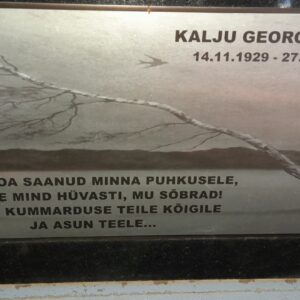 KALJU GEORG
14.11.1929 - 27.
OA SAANUD MINNA PUHKUSELE,
E MIND HÜVASTI, MU SÕBRAD!
KUMMARDUSE TEILE KÕIGILE
JA ASUN TEELE...